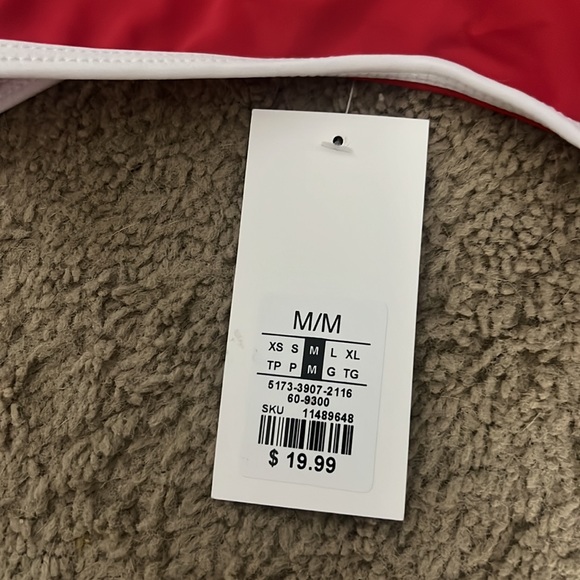 M/M
XS S M L XL
TP P M G TG
5173-3907-2116
60-9300
SKU 11489648
$ 19.99